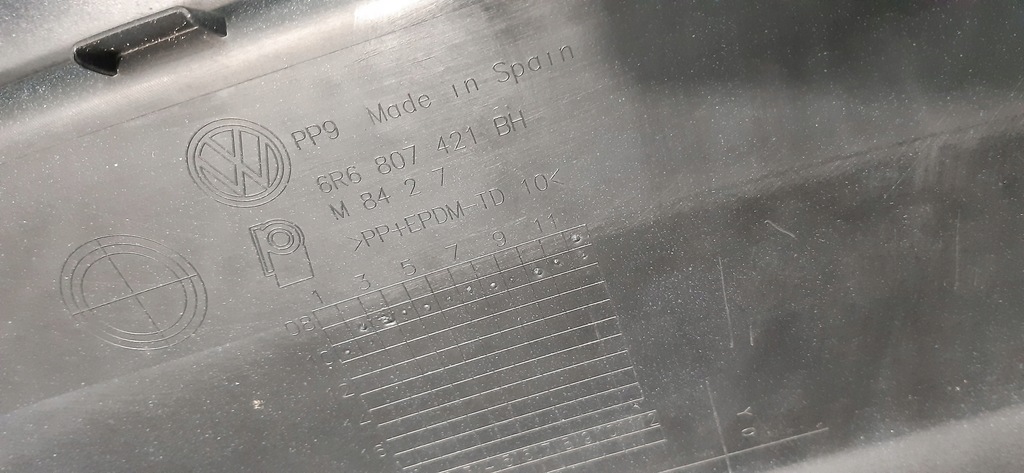 PP9 Made in Spain
6R6 807 421 BH
M 84 2 7
>PP+EPDM-TD 10<
1 3 5 7 9 11
08